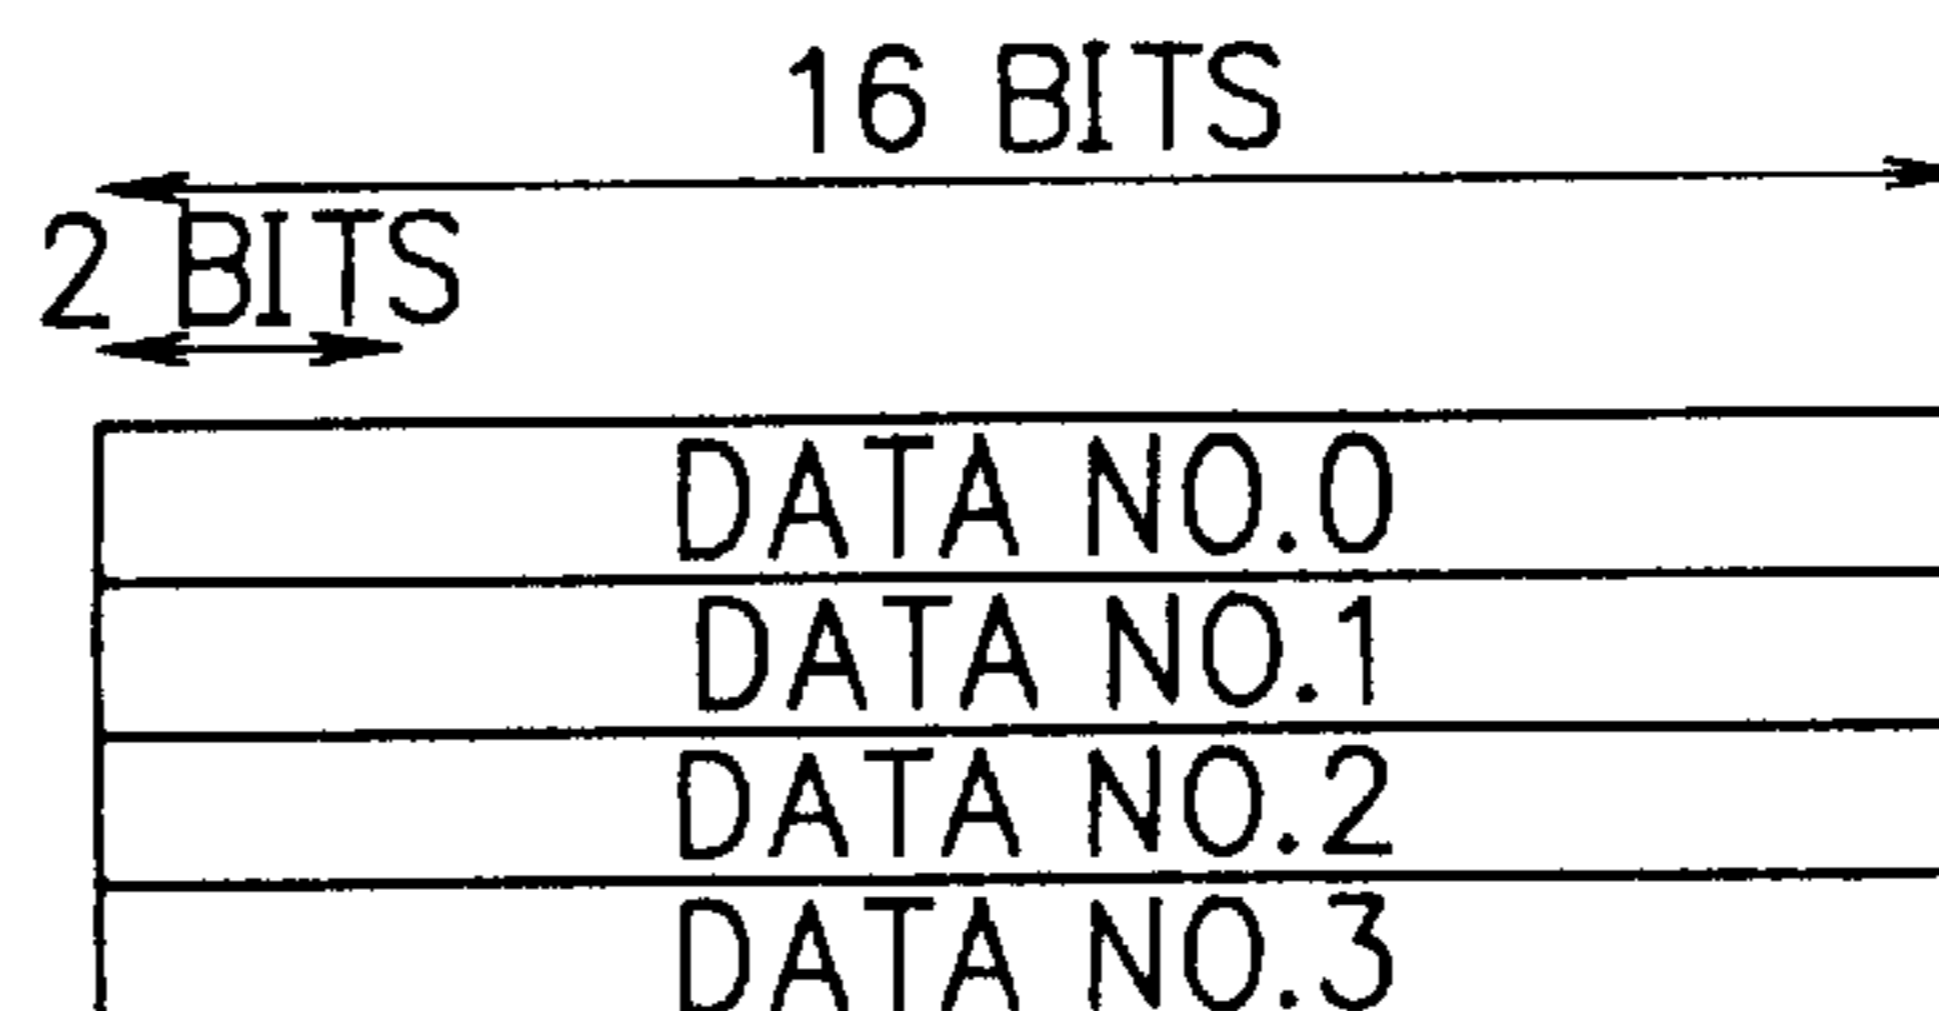 16 BITS
2 BITS
DATA NO.0
DATA NO.1
DATA NO.2
DATA NO.3